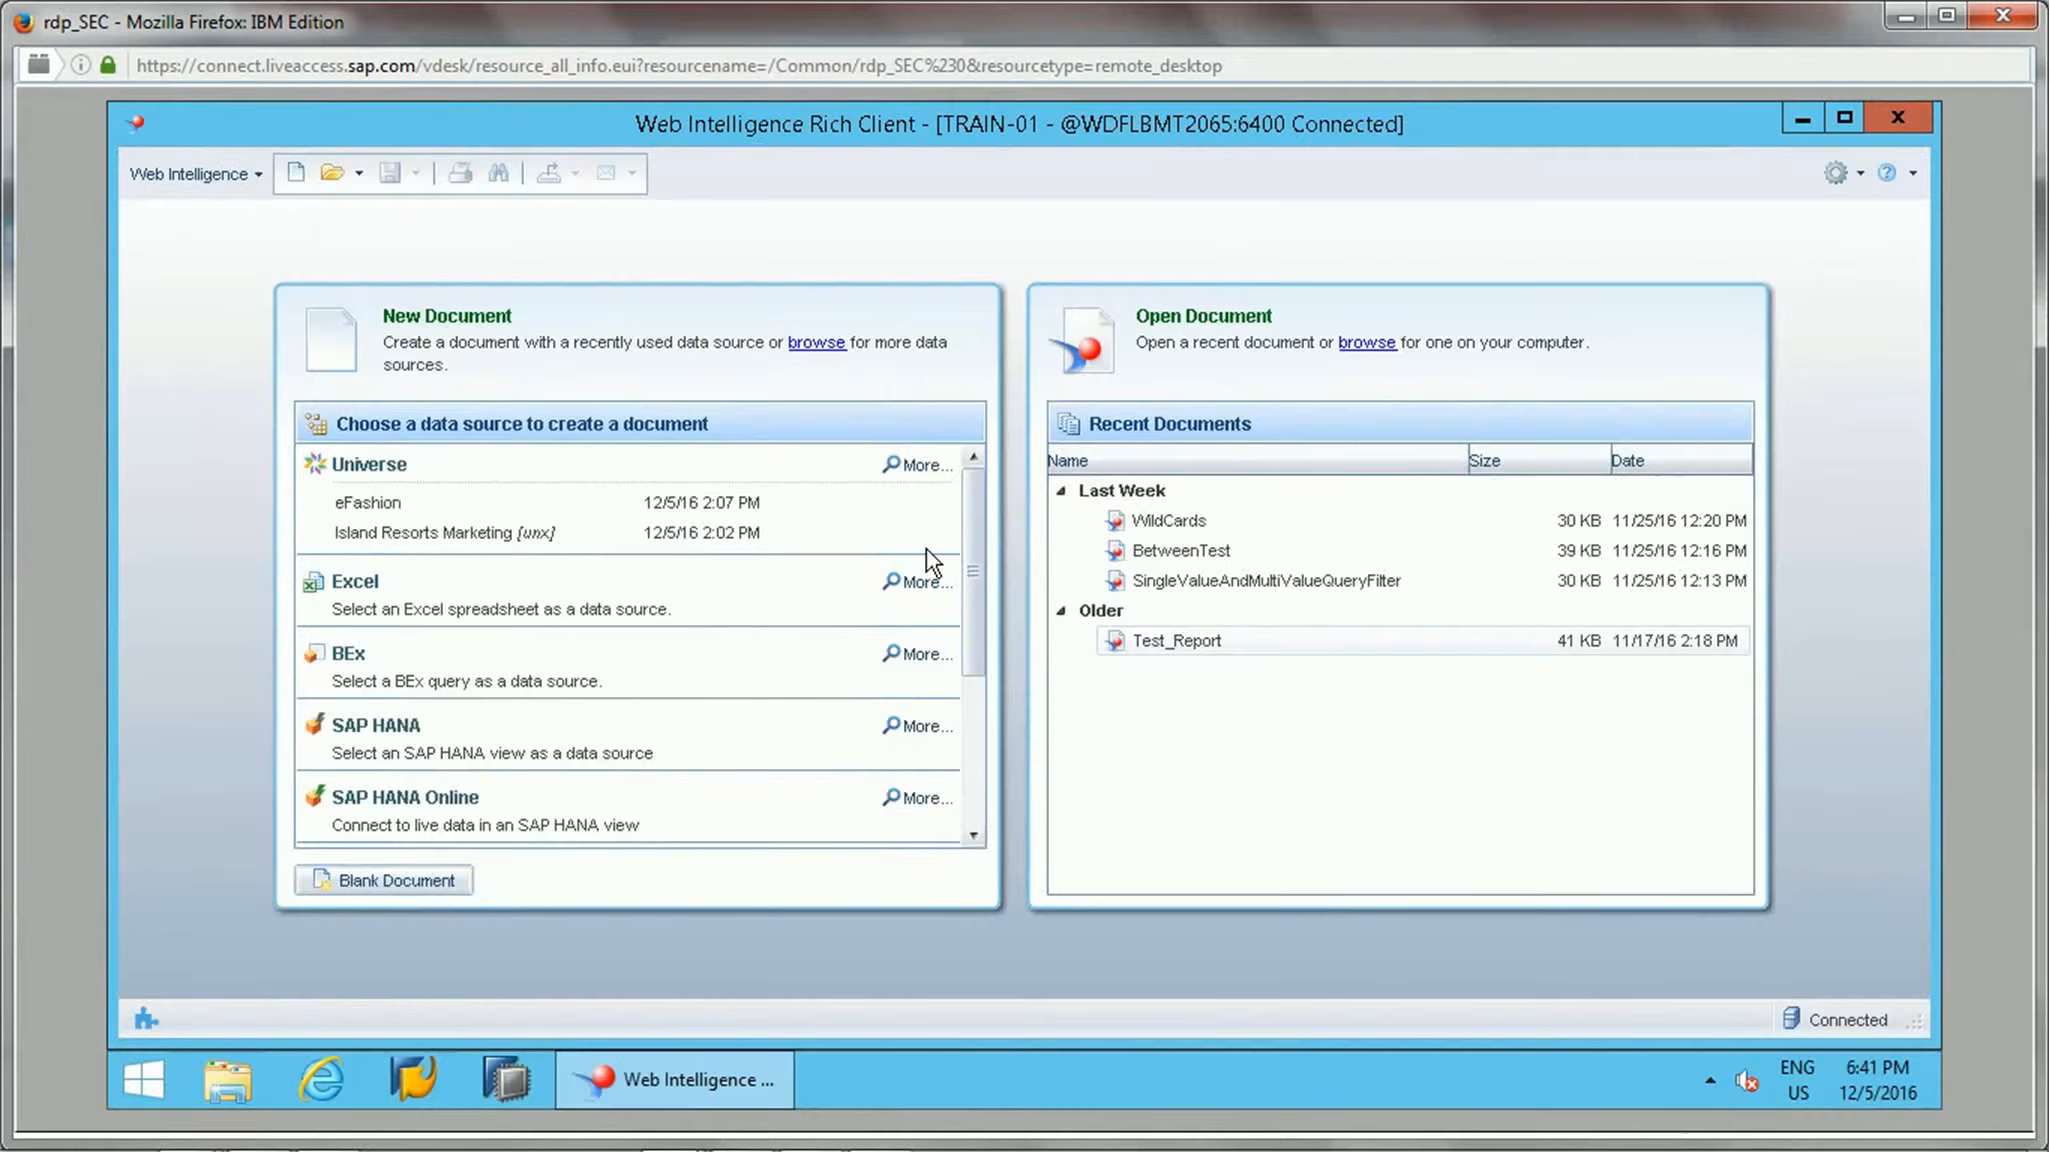 rdp_SEC - Mozilla Firefox: IBM Edition
https://connect.liveaccess.sap.com/vdesk/resource_all_info.eui?resourcename=/Common/rdp_SEC%230&resourcetype=remote_desktop
Web Intelligence Rich Client - [TRAIN-01 - @WDFLBMT2065:6400 Connected]
Web Intelligence
New Document
Create a document with a recently used data source or browse for more data
sources.
Choose a data source to create a document
Universe More...
eFashion 12/5/16 2:07 PM
Island Resorts Marketing {unx} 12/5/16 2:02 PM
Excel More...
Select an Excel spreadsheet as a data source.
BEx More...
Select a BEx query as a data source.
SAP HANA More...
Select an SAP HANA view as a data source
SAP HANA Online More...
Connect to live data in an SAP HANA view
Blank Document
Open Document
Open a recent document or browse for one on your computer.
Recent Documents
Name Size Date
Last Week
WildCards 30 KB 11/25/16 12:20 PM
BetweenTest 39 KB 11/25/16 12:16 PM
SingleValueAndMultiValueQueryFilter 30 KB 11/25/16 12:13 PM
Older
Test_Report 41 KB 11/17/16 2:18 PM
Connected
Web Intelligence ...
ENG 6:41 PM
US 12/5/2016